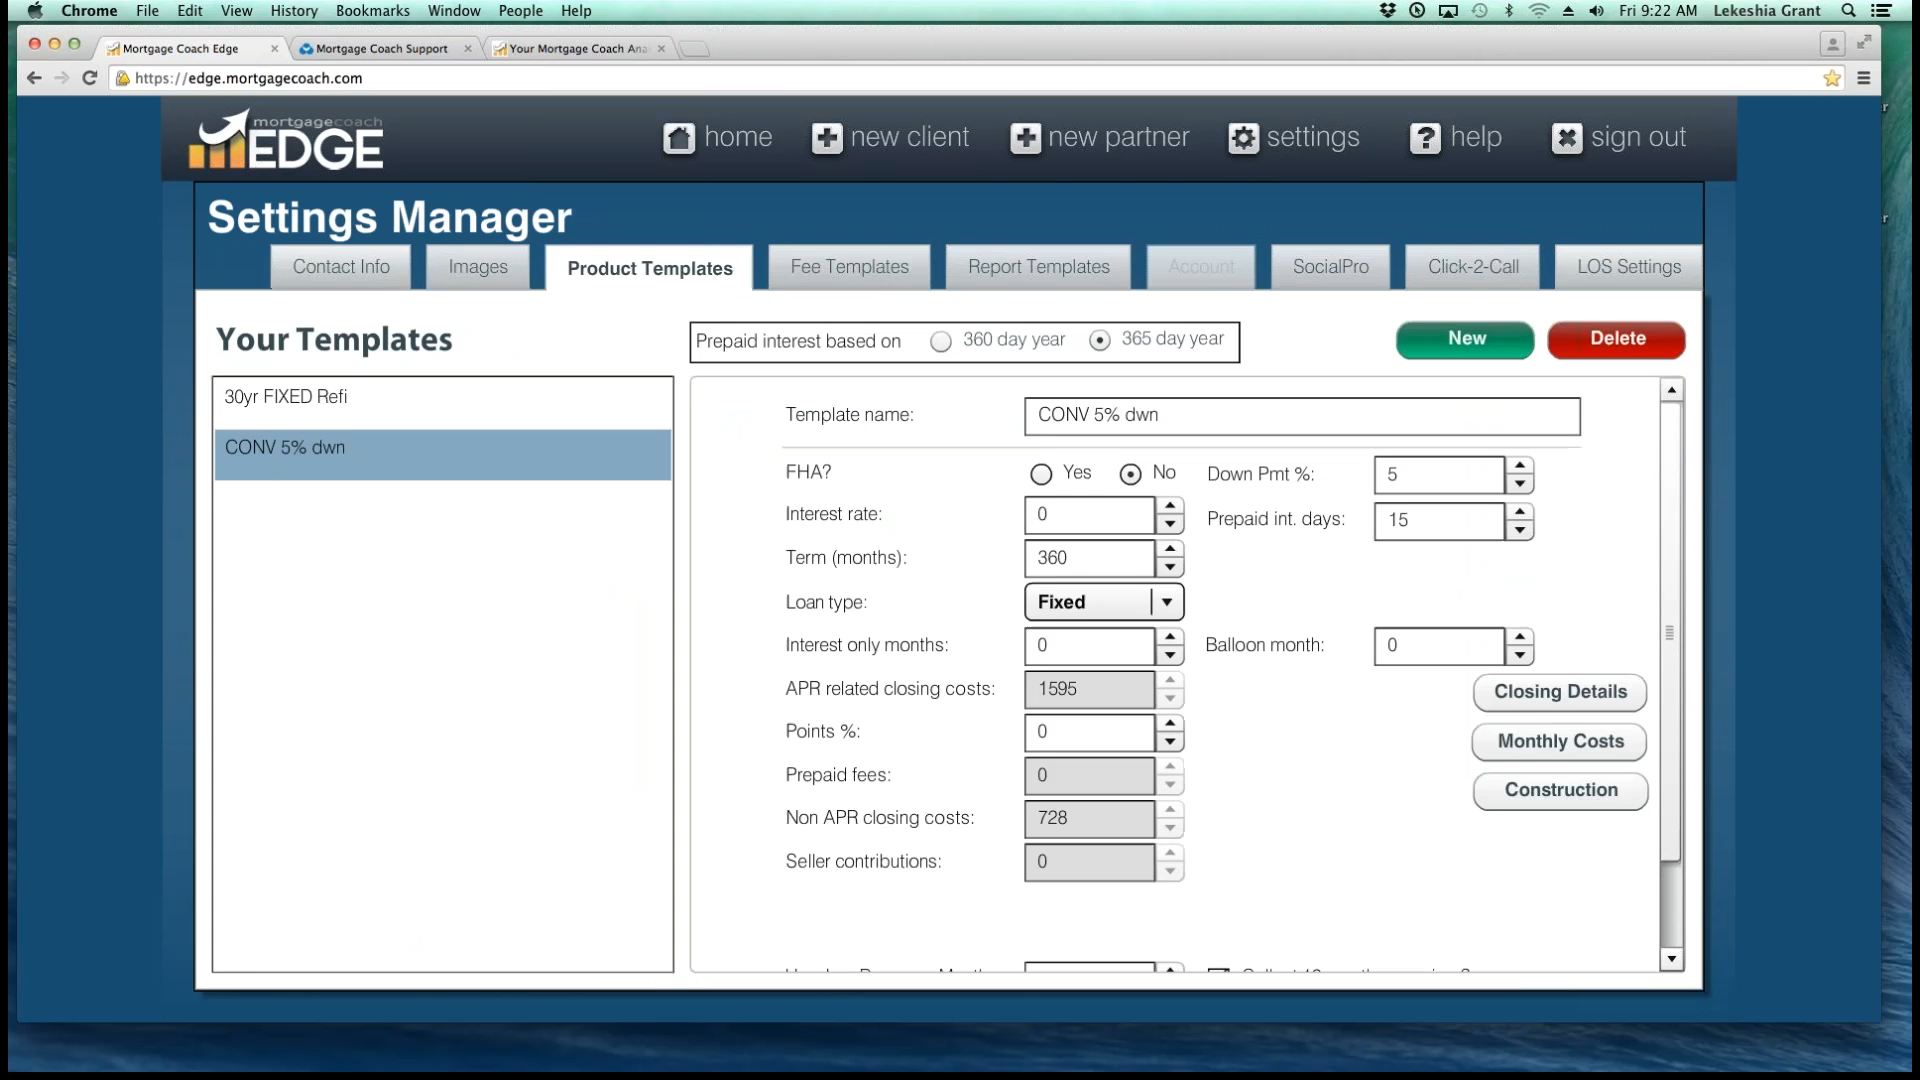 Chrome File Edit View History Bookmarks Window People Help Fri 9:22 AM Lekeshia Grant
Mortgage Coach Edge Mortgage Coach Support Your Mortgage Coach Ana
https://edge.mortgagecoach.com
mortgagecoach
EDGE
home new client new partner settings help sign out
Settings Manager
Contact Info Images Product Templates Fee Templates Report Templates Account SocialPro Click-2-Call LOS Settings
Your Templates
Prepaid interest based on 360 day year 365 day year
New Delete
30yr FIXED Refi
CONV 5% dwn
Template name: CONV 5% dwn
FHA? Yes No Down Pmt %: 5
Interest rate: 0 Prepaid int. days: 15
Term (months): 360
Loan type: Fixed
Interest only months: 0 Balloon month: 0
APR related closing costs: 1595 Closing Details
Points %: 0 Monthly Costs
Prepaid fees: 0 Construction
Non APR closing costs: 728
Seller contributions: 0